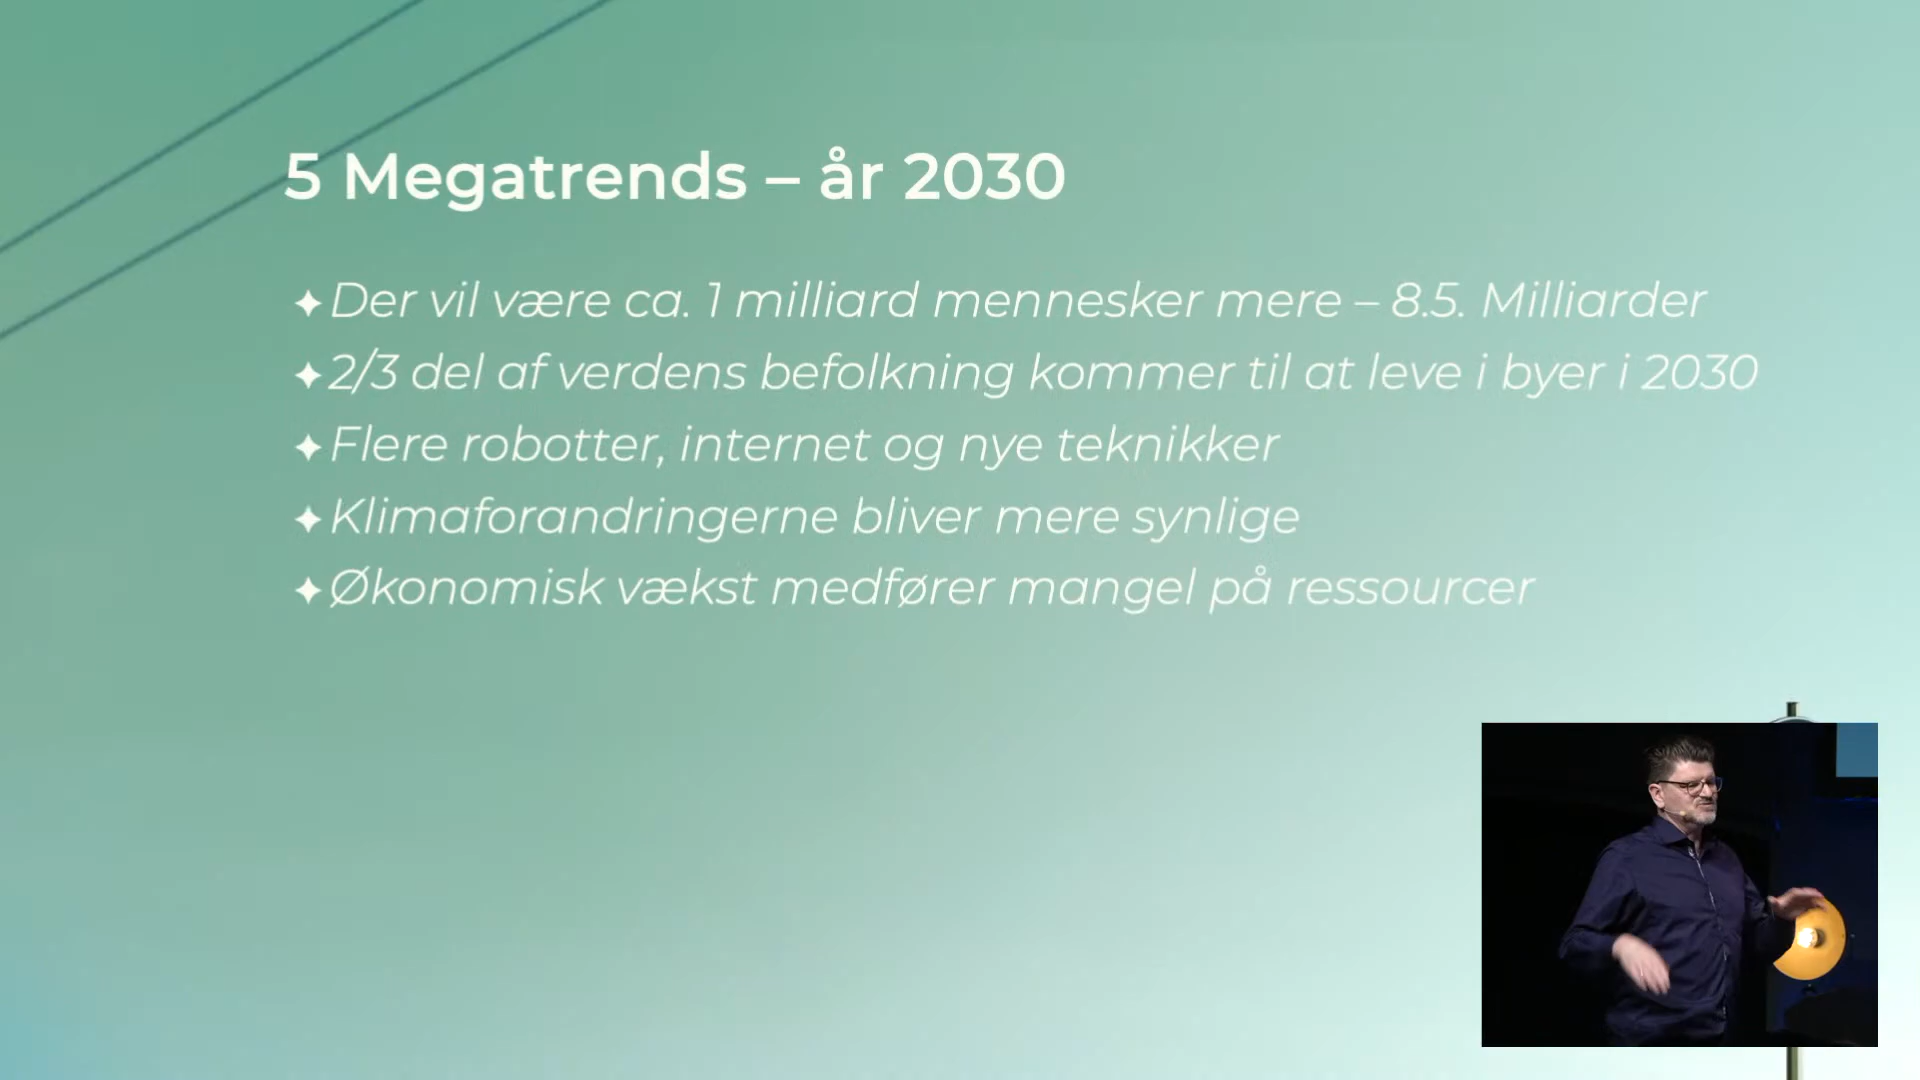 5 Megatrends – år 2030
✦Der vil være ca. 1 milliard mennesker mere – 8.5. Milliarder
✦2/3 del af verdens befolkning kommer til at leve i byer i 2030
✦Flere robotter, internet og nye teknikker
✦Klimaforandringerne bliver mere synlige
✦Økonomisk vækst medfører mangel på ressourcer